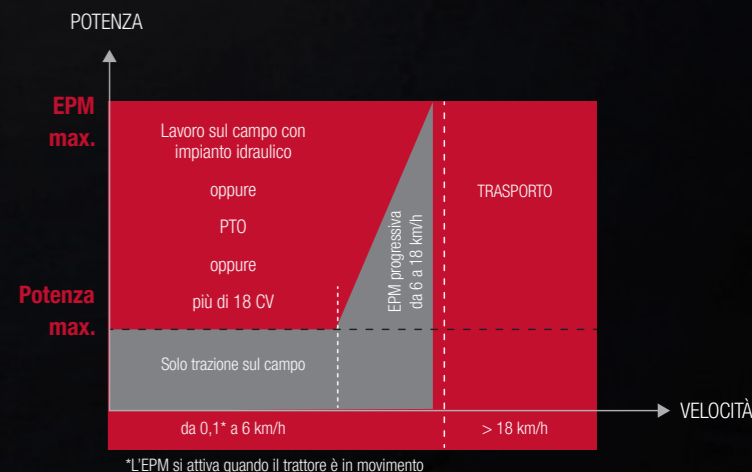 POTENZA
EPM
max.
Lavoro sul campo con
impianto idraulico
oppure
PTO
oppure
più di 18 CV
EPM progressiva
da 6 a 18 km/h
TRASPORTO
Potenza
max.
Solo trazione sul campo
VELOCITÀ
da 0,1* a 6 km/h
> 18 km/h
*L'EPM si attiva quando il trattore è in movimento